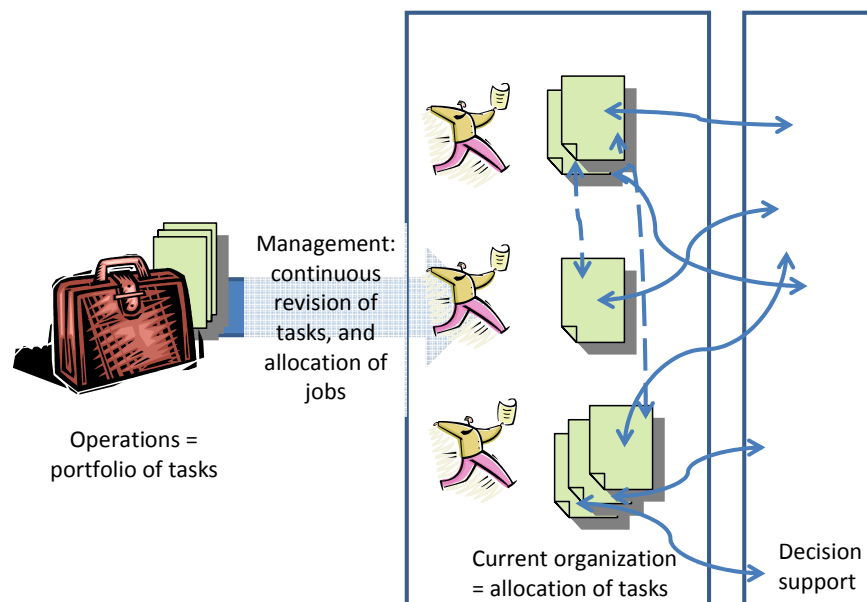 Management:
continuous
revision of
tasks, and
allocation of
jobs
Operations =
portfolio of tasks
Current organization
= allocation of tasks
Decision
support